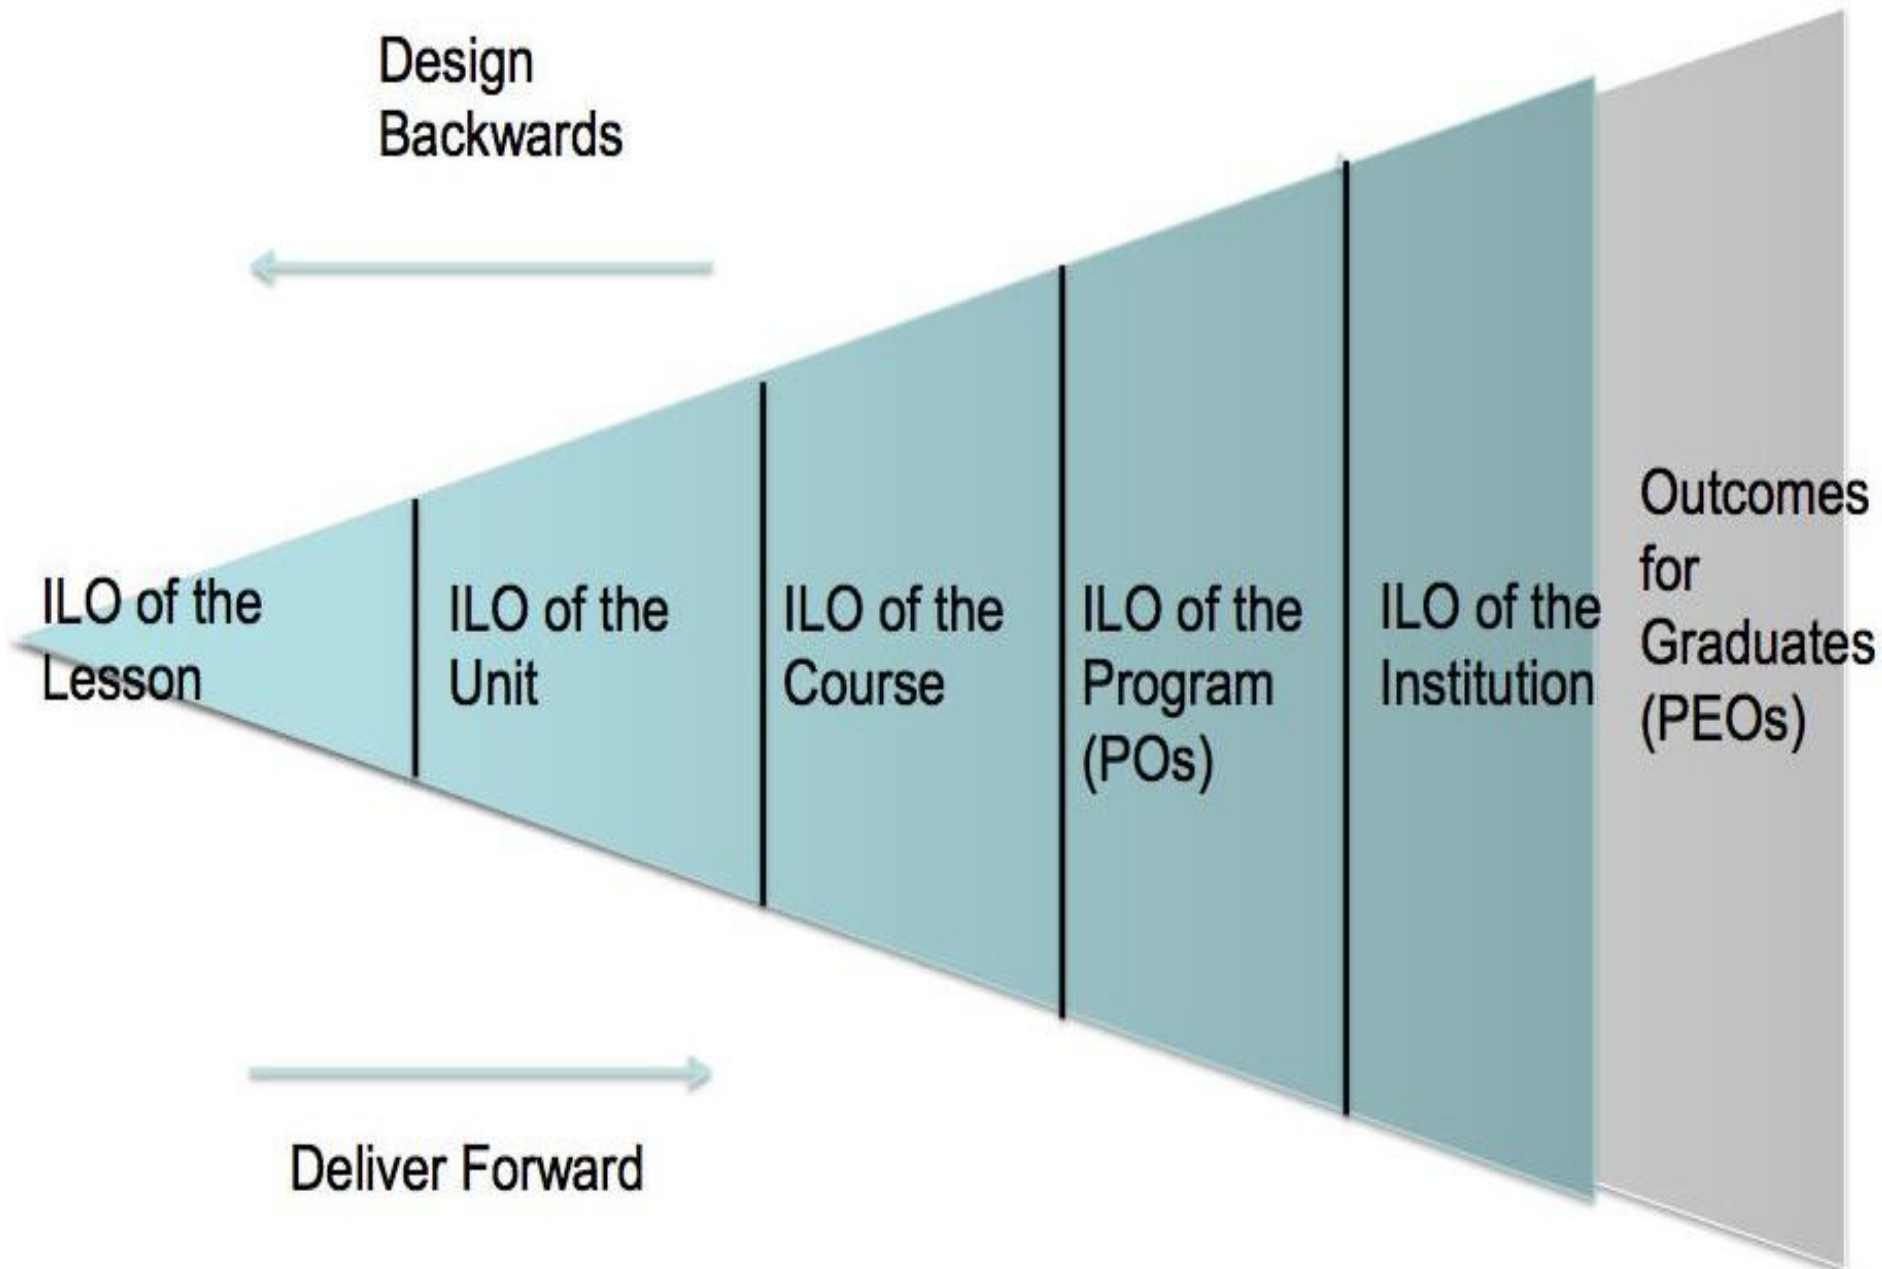 Design
Backwards
ILO of the
Lesson
ILO of the
Unit
ILO of the
Course
ILO of the
Program
(POs)
ILO of the
Institution
Outcomes
for
Graduates
(PEOs)
Deliver Forward